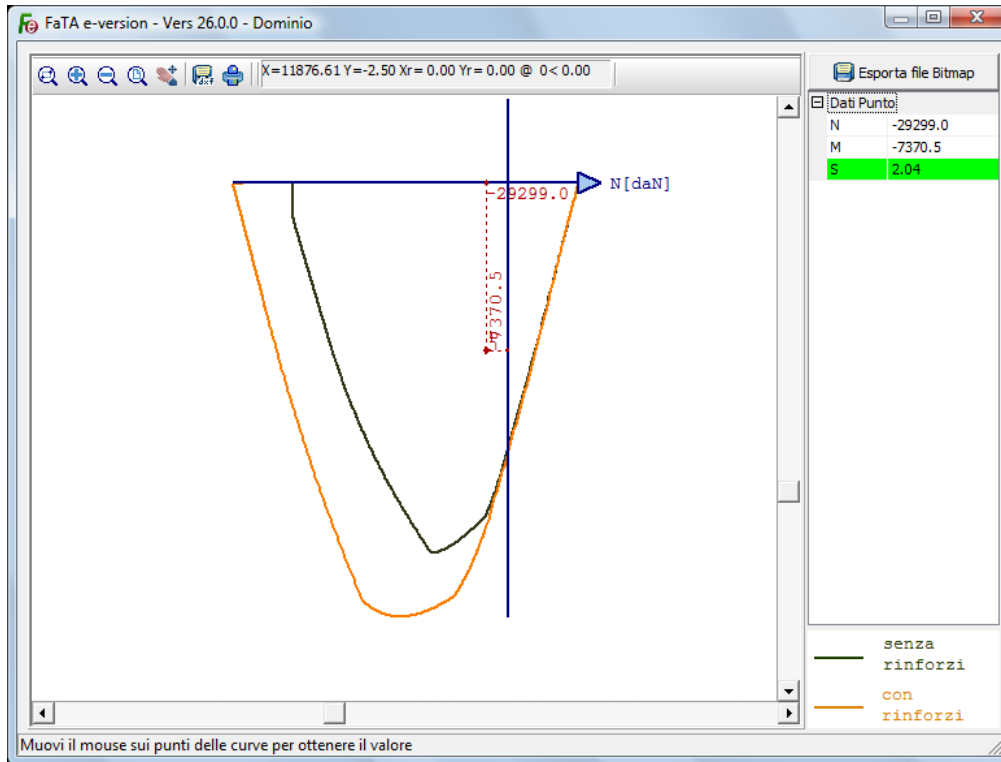 FaTA e-version - Vers 26.0.0 - Dominio
X=11876.61 Y=-2.50 Xr= 0.00 Yr= 0.00 @ 0< 0.00
Esporta file Bitmap
Dati Punto
N -29299.0
M -7370.5
S 2.04
N[daN]
-29299.0
-7370.5
senza
rinforzi
con
rinforzi
Muovi il mouse sui punti delle curve per ottenere il valore